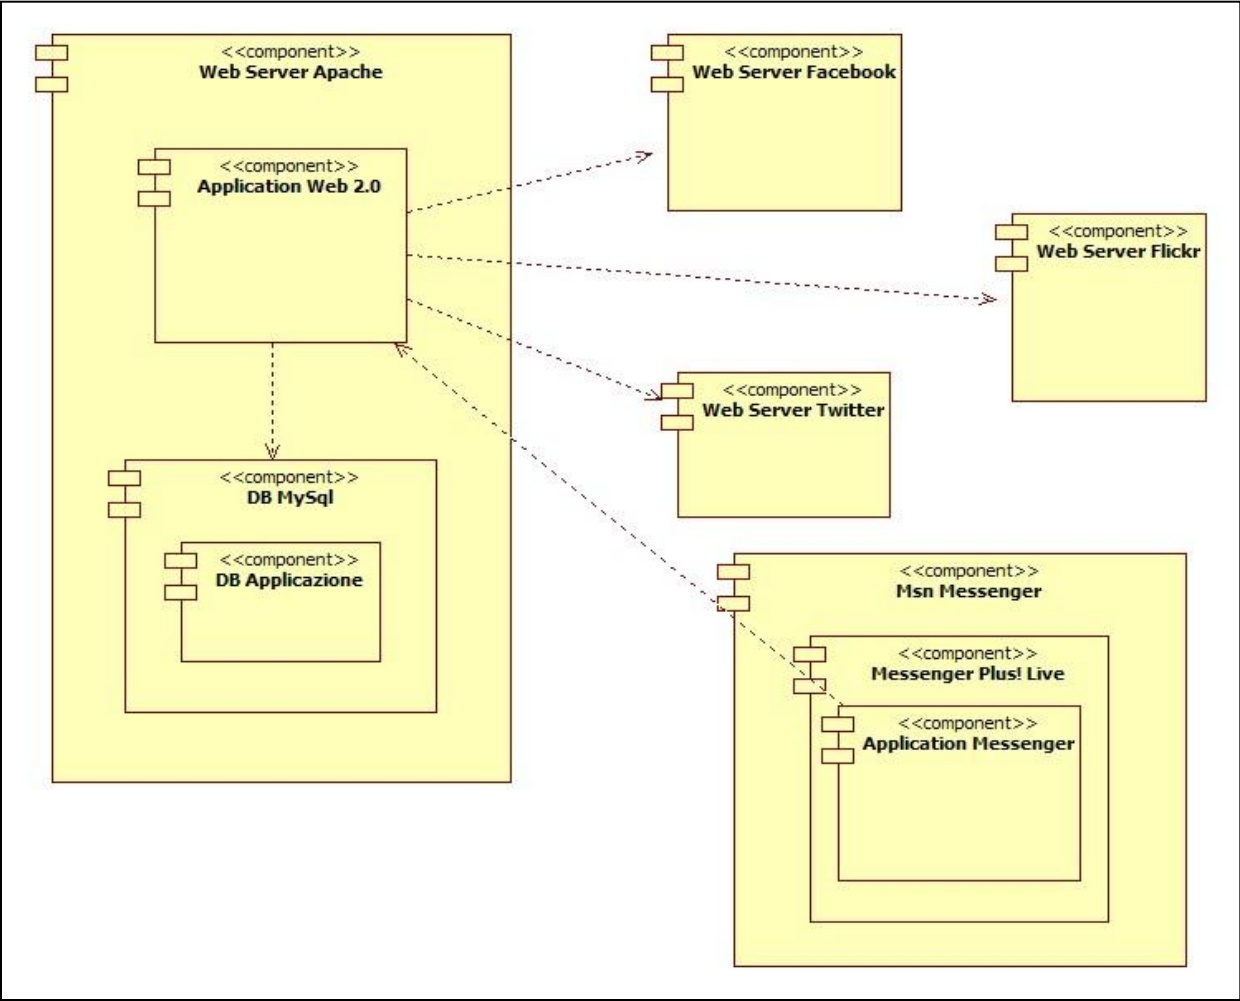 <<component>>
Web Server Apache
<<component>>
Application Web 2.0
<<component>>
DB MySql
<<component>>
DB Applicazione
<<component>>
Web Server Facebook
<<component>>
Web Server Flickr
<<component>>
Web Server Twitter
<<component>>
Msn Messenger
<<component>>
Messenger Plus! Live
<<component>>
Application Messenger